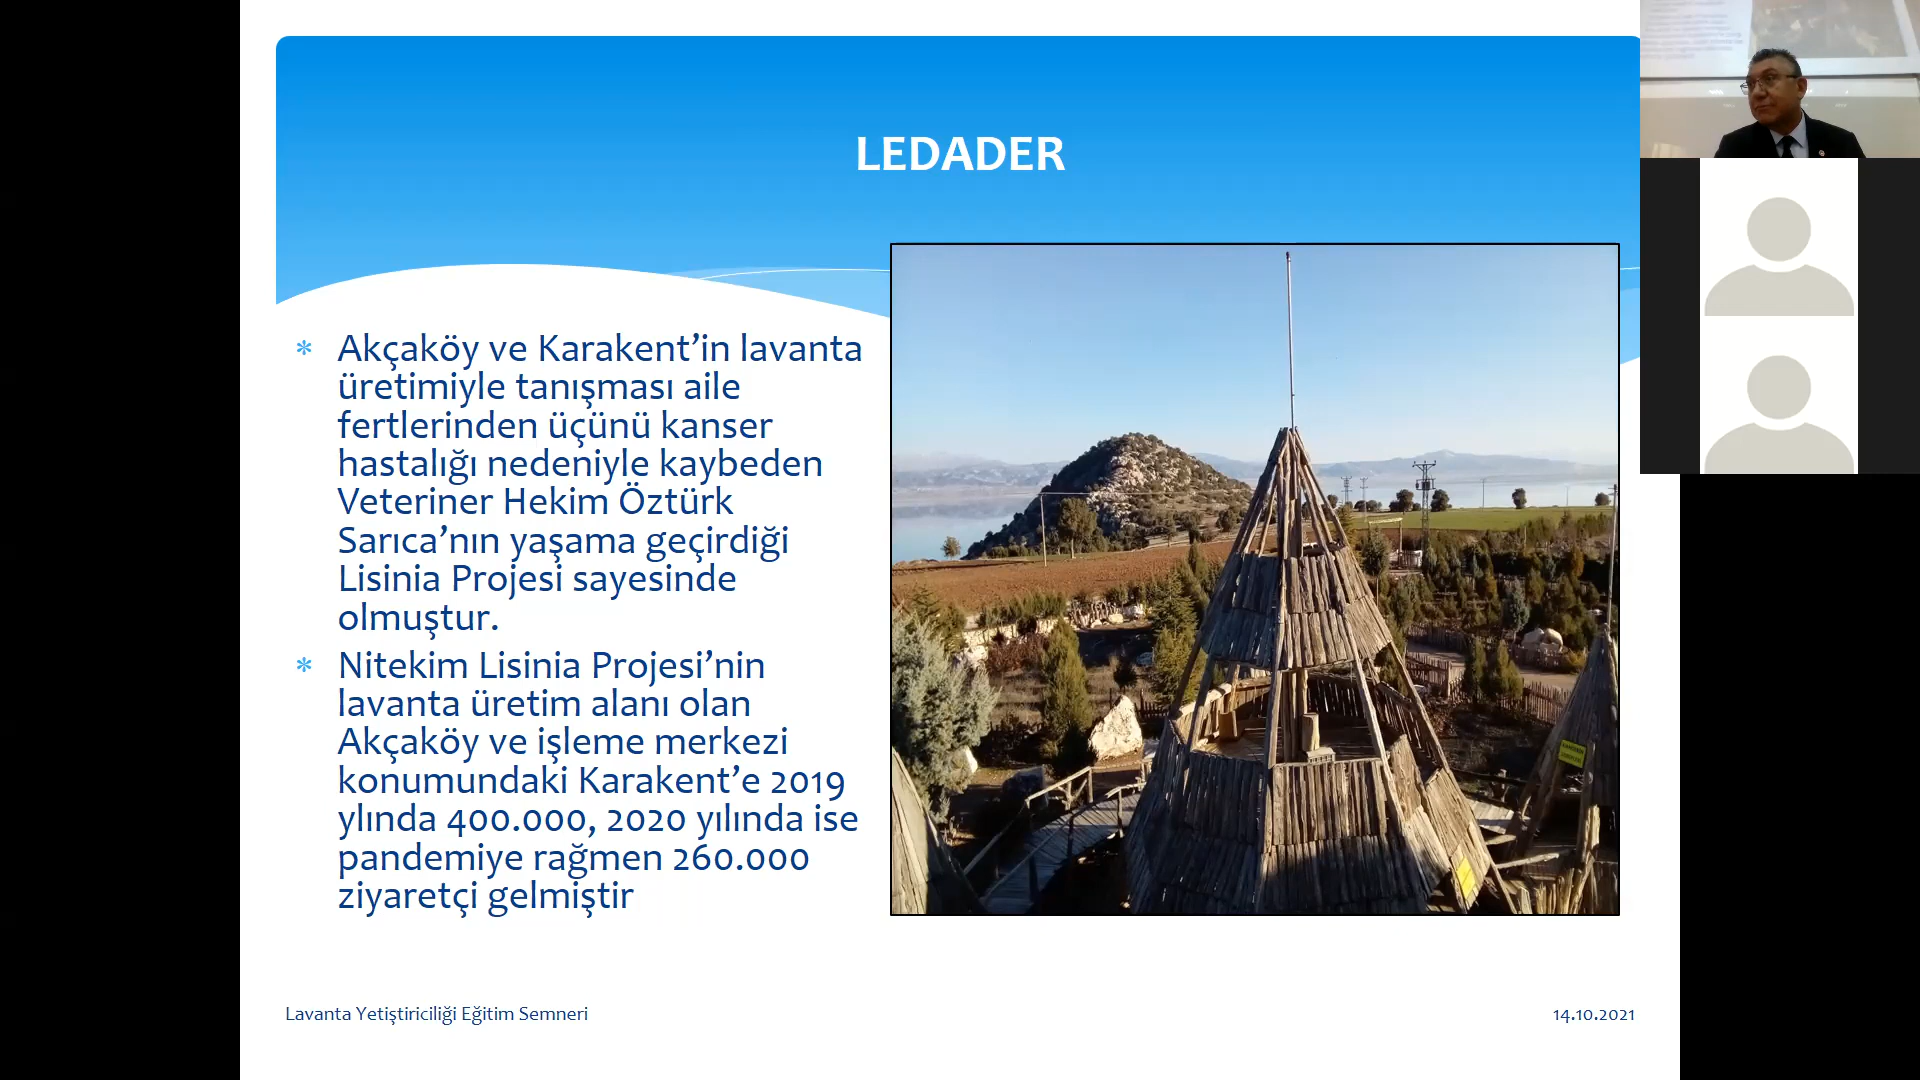 LEDADER
Akçaköy ve Karakent’in lavanta
üretimiyle tanışması aile
fertlerinden üçünü kanser
hastalığı nedeniyle kaybeden
Veteriner Hekim Öztürk
Sarıca’nın yaşama geçirdiği
Lisinia Projesi sayesinde
olmuştur.
Nitekim Lisinia Projesi’nin
lavanta üretim alanı olan
Akçaköy ve işleme merkezi
konumundaki Karakent’e 2019
ylında 400.000, 2020 yılında ise
pandemiye rağmen 260.000
ziyaretçi gelmiştir
Lavanta Yetiştiriciliği Eğitim Semneri
14.10.2021